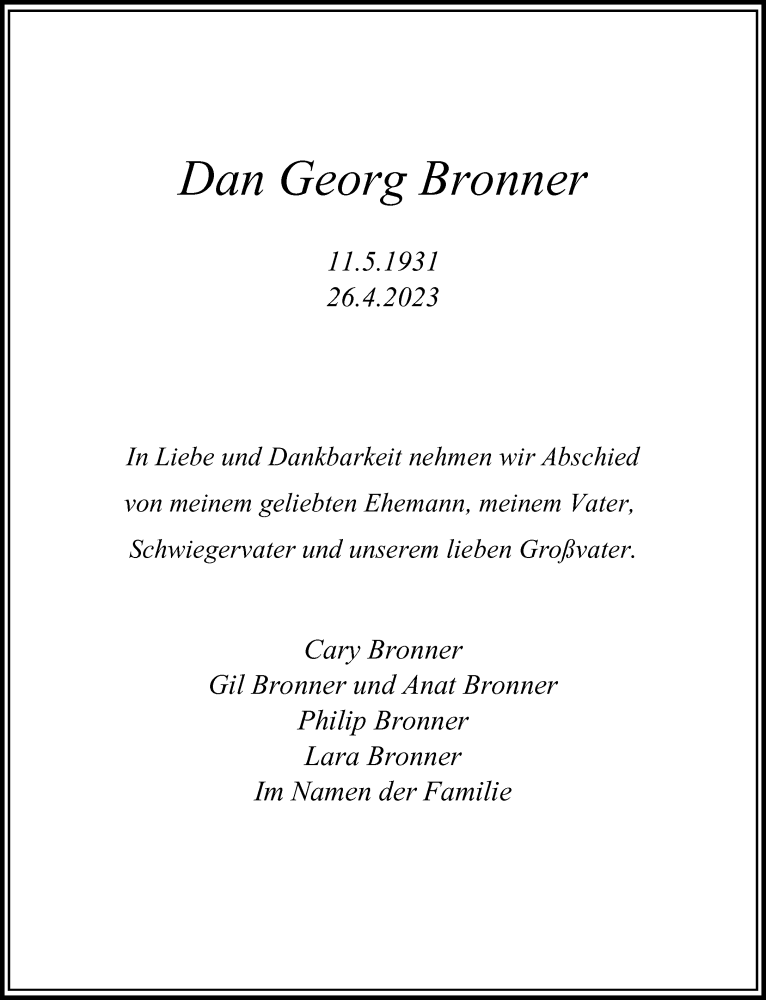 Dan Georg Bronner
11.5.1931
26.4.2023
In Liebe und Dankbarkeit nehmen wir Abschied
von meinem geliebten Ehemann, meinem Vater,
Schwiegervater und unserem lieben Großvater.
Cary Bronner
Gil Bronner und Anat Bronner
Philip Bronner
Lara Bronner
Im Namen der Familie